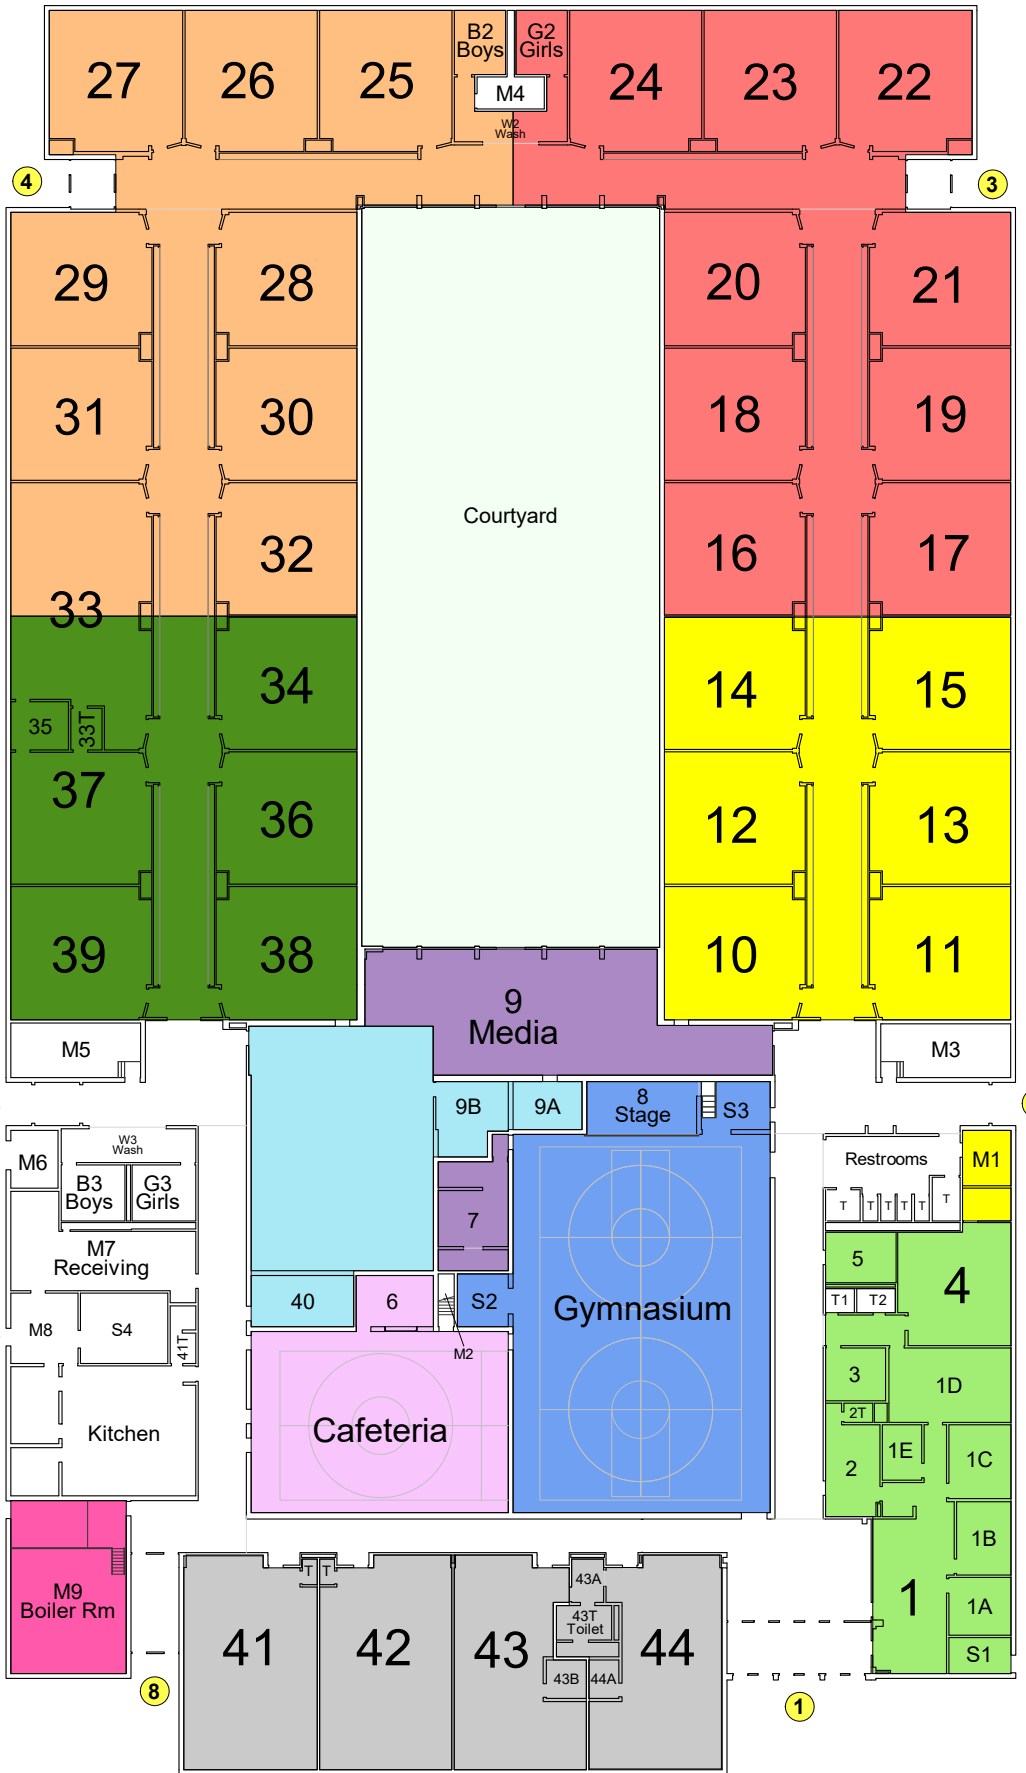 B2
Boys
G2
Girls
27
26
25
24
23
22
M4
W2
Wash
4
3
29
28
20
21
31
30
18
19
Courtyard
32
16
17
33
34
14
15
35
33T
37
36
12
13
39
38
10
11
9
Media
M5
M3
9B
9A
8
Stage
S3
W3
Wash
M6
B3
Boys
G3
Girls
Restrooms
M1
T
T
T
T
T
T
7
M7
Receiving
5
4
40
6
S2
Gymnasium
T1
T2
M8
S4
41T
M2
3
1D
2T
Cafeteria
Kitchen
1E
2
1C
1B
M9
Boiler Rm
T
T
43A
1
1A
43T
Toilet
41
42
43
44
S1
43B
44A
8
1